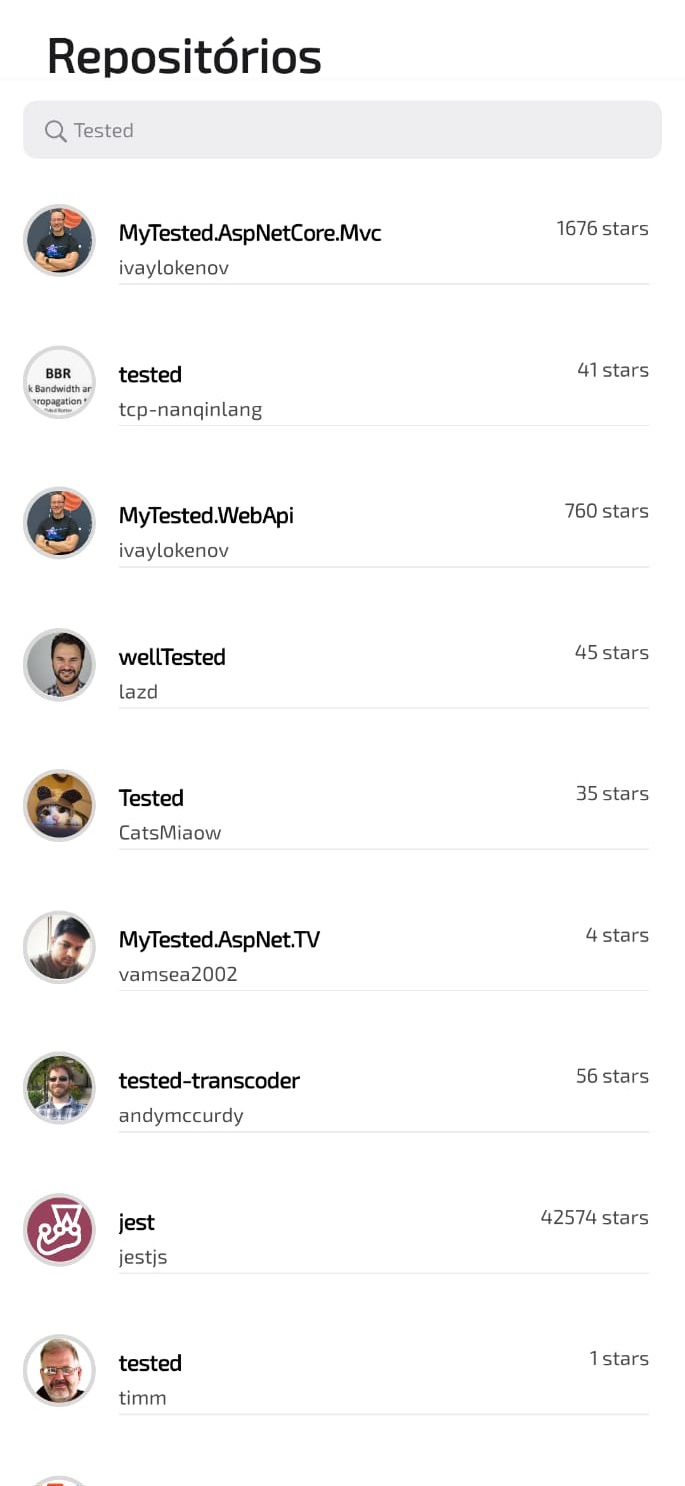 Repositórios
Tested
MyTested.AspNetCore.Mvc
1676 stars
ivaylokenov
BBR
k Bandwidth ar
ropagation
tested
41 stars
tcp-nanqinlang
MyTested.WebApi
760 stars
ivaylokenov
wellTested
45 stars
lazd
Tested
35 stars
CatsMiaow
MyTested.AspNet.TV
4 stars
vamsea2002
tested-transcoder
56 stars
andymccurdy
jest
42574 stars
jestjs
tested
1 stars
timm